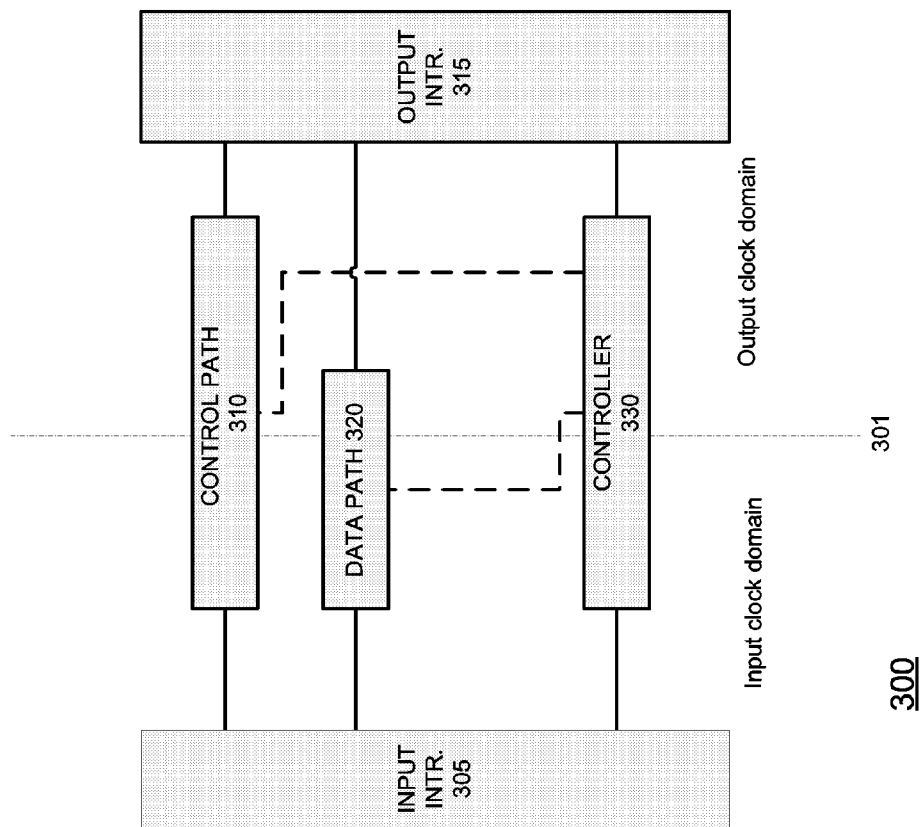 INPUT
INTR.
305
CONTROL PATH
310
DATA PATH 320
CONTROLLER
330
OUTPUT
INTR.
315
Input clock domain
Output clock domain
301
300